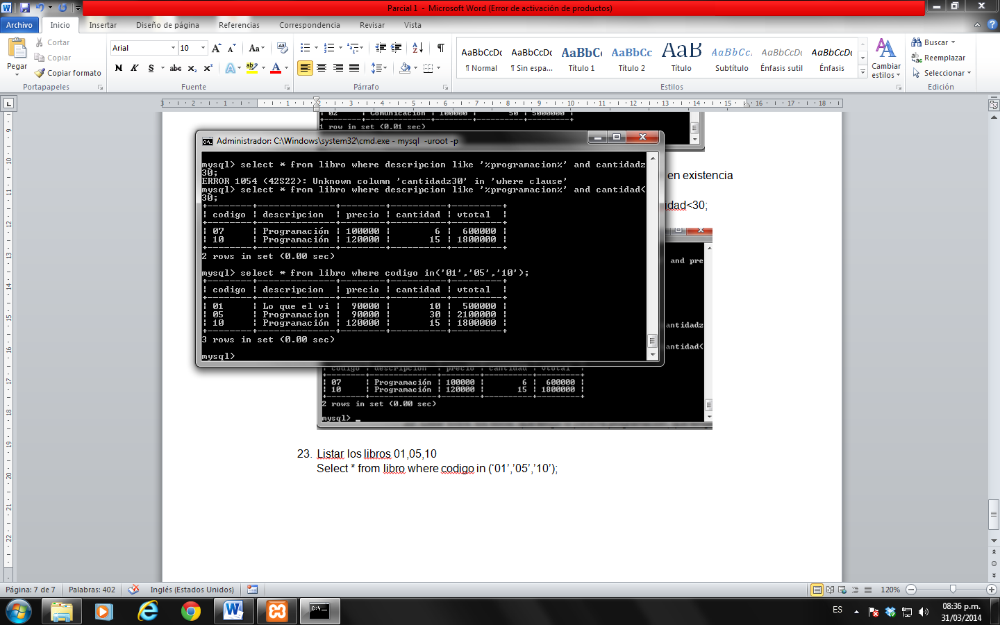 Parcial 1 - Microsoft Word (Error de activación de productos)
Archivo Inicio Insertar Diseño de página Referencias Correspondencia Revisar Vista
Pegar
Cortar
Copiar
Copiar formato
Portapapeles
Arial 10
N K S abc x₂ x²
Fuente
Párrafo
AaBbCcDc AaBbCcDc AaBbCc AaBbCc AaB AaBbCc. AaBbCcDc AaBbCcDc
¶ Normal ¶ Sin espa... Título 1 Título 2 Título Subtítulo Énfasis sutil Énfasis
Estilos
Cambiar estilos
Buscar
Reemplazar
Seleccionar
Edición
| 02 | Comunicacion | 100000 | 50 | 5000000 |
1 row in set (0.01 sec)
Administrador: C:\Windows\system32\cmd.exe - mysql -uroot -p
mysql> select * from libro where descripcion like '%programacion%' and cantidadz
30;
ERROR 1054 (42S22): Unknown column 'cantidadz30' in 'where clause'
mysql> select * from libro where descripcion like '%programacion%' and cantidad<
30;
| codigo | descripcion | precio | cantidad | vtotal |
| 07 | Programación | 100000 | 6 | 600000 |
| 10 | Programación | 120000 | 15 | 1800000 |
2 rows in set (0.00 sec)
mysql> select * from libro where codigo in('01','05','10');
| codigo | descripcion | precio | cantidad | vtotal |
| 01 | Lo que el vi | 90000 | 10 | 500000 |
| 05 | Programacion | 90000 | 30 | 2100000 |
| 10 | Programación | 120000 | 15 | 1800000 |
3 rows in set (0.00 sec)
mysql>
en existencia
idad<30;
and pre
antidadz
antidad<
| codigo | descripcion | precio | cantidad | vtotal |
| 07 | Programación | 100000 | 6 | 600000 |
| 10 | Programación | 120000 | 15 | 1800000 |
2 rows in set (0.00 sec)
mysql> _
23. Listar los libros 01,05,10
Select * from libro where codigo in (‘01’,’05’,’10’);
Página: 7 de 7 Palabras: 402 Inglés (Estados Unidos) 120%
ES 08:36 p.m.
31/03/2014